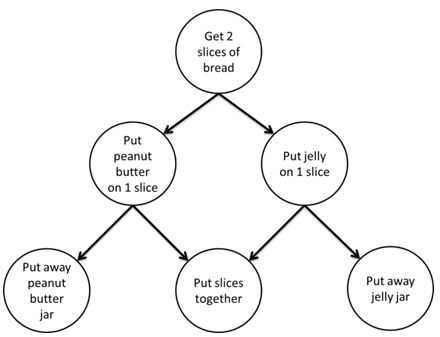 Get 2
slices of
bread
Put
peanut
butter
on 1 slice
Put jelly
on 1 slice
Put away
peanut
butter
jar
Put slices
together
Put away
jelly jar